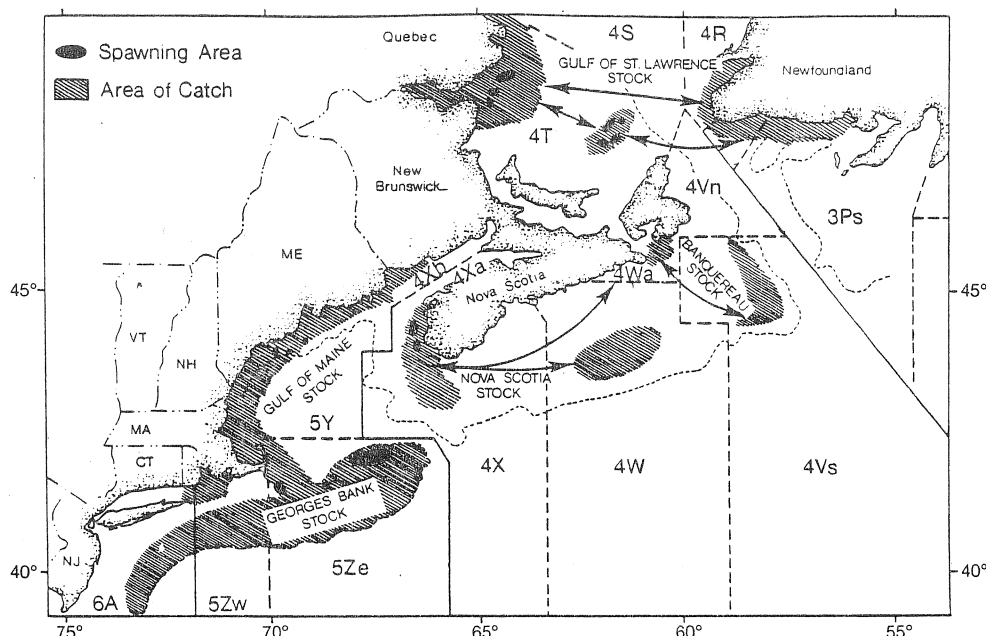 Spawning Area
Area of Catch
Quebec
4S
4R
GULF OF ST. LAWRENCE
STOCK
Newfoundland
4T
New
Brunswick
4Vn
3Ps
ME
4Xb
4Xa
Nova Scotia
4Wa
BANQUEREAU
STOCK
45°
45°
VT
NH
GULF OF MAINE
STOCK
NOVA SCOTIA
STOCK
MA
5Y
CT
4X
4W
4Vs
GEORGES BANK
STOCK
NJ
5Ze
40°
40°
6A
5Zw
75°
70°
65°
60°
55°